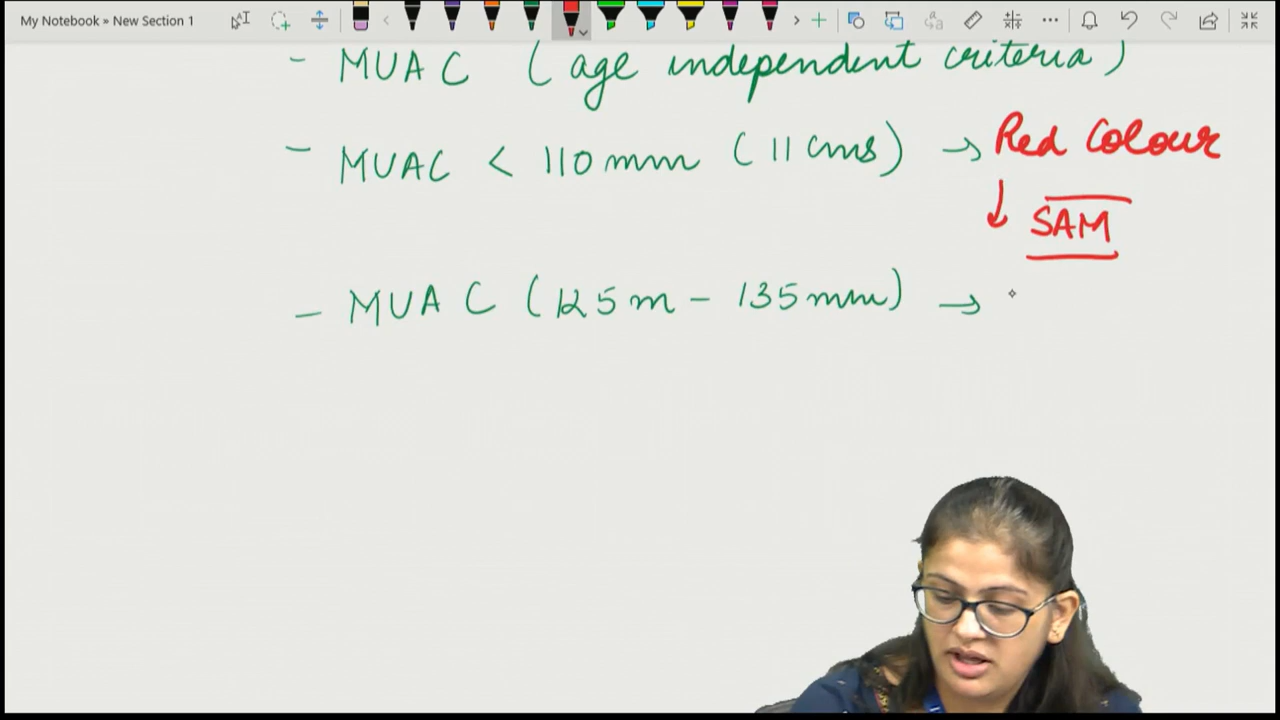 My Notebook » New Section 1
- MUAC (age independent criteria)
- MUAC < 110 mm (11 cms) → Red Colour
↓ SAM
- MUAC (125m - 135mm) →